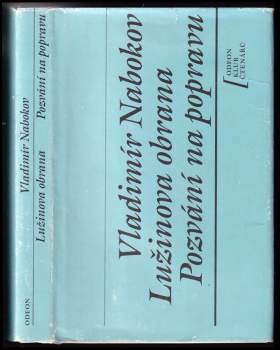 Vladimír Nabokov
Lužinova obrana Pozvání na popravu
ODEON
Vladimír Nabokov
Lužinova obrana
Pozvání na popravu
ODEON
KLUB
ČTENÁŘŮ